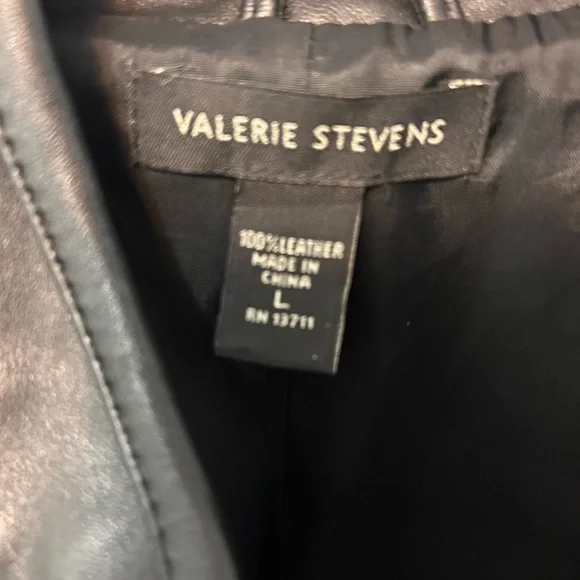 VALERIE STEVENS
100% LEATHER
MADE IN
CHINA
L
RN 13711